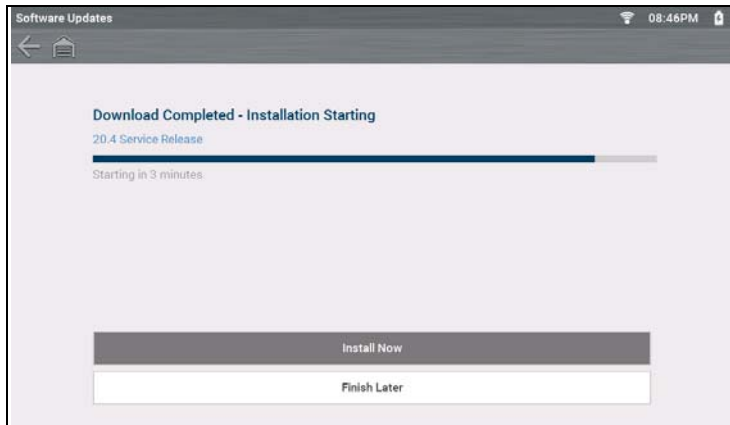 Software Updates
08:46PM
Download Completed - Installation Starting
20.4 Service Release
Starting in 3 minutes
Install Now
Finish Later